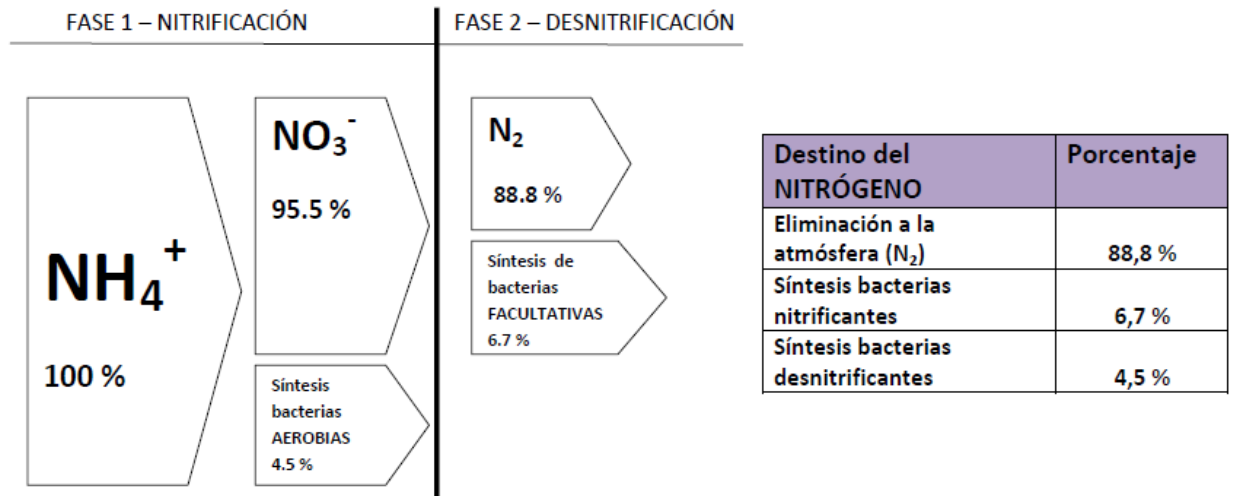 FASE 1 – NITRIFICACIÓN
FASE 2 – DESNITRIFICACIÓN
NH₄⁺
100 %
NO₃⁻
95.5 %
Síntesis
bacterias
AEROBIAS
4.5 %
N₂
88.8 %
Síntesis de
bacterias
FACULTATIVAS
6.7 %
Destino del
NITRÓGENO
Porcentaje
Eliminación a la
atmósfera (N₂)
88,8 %
Síntesis bacterias
nitrificantes
6,7 %
Síntesis bacterias
desnitrificantes
4,5 %